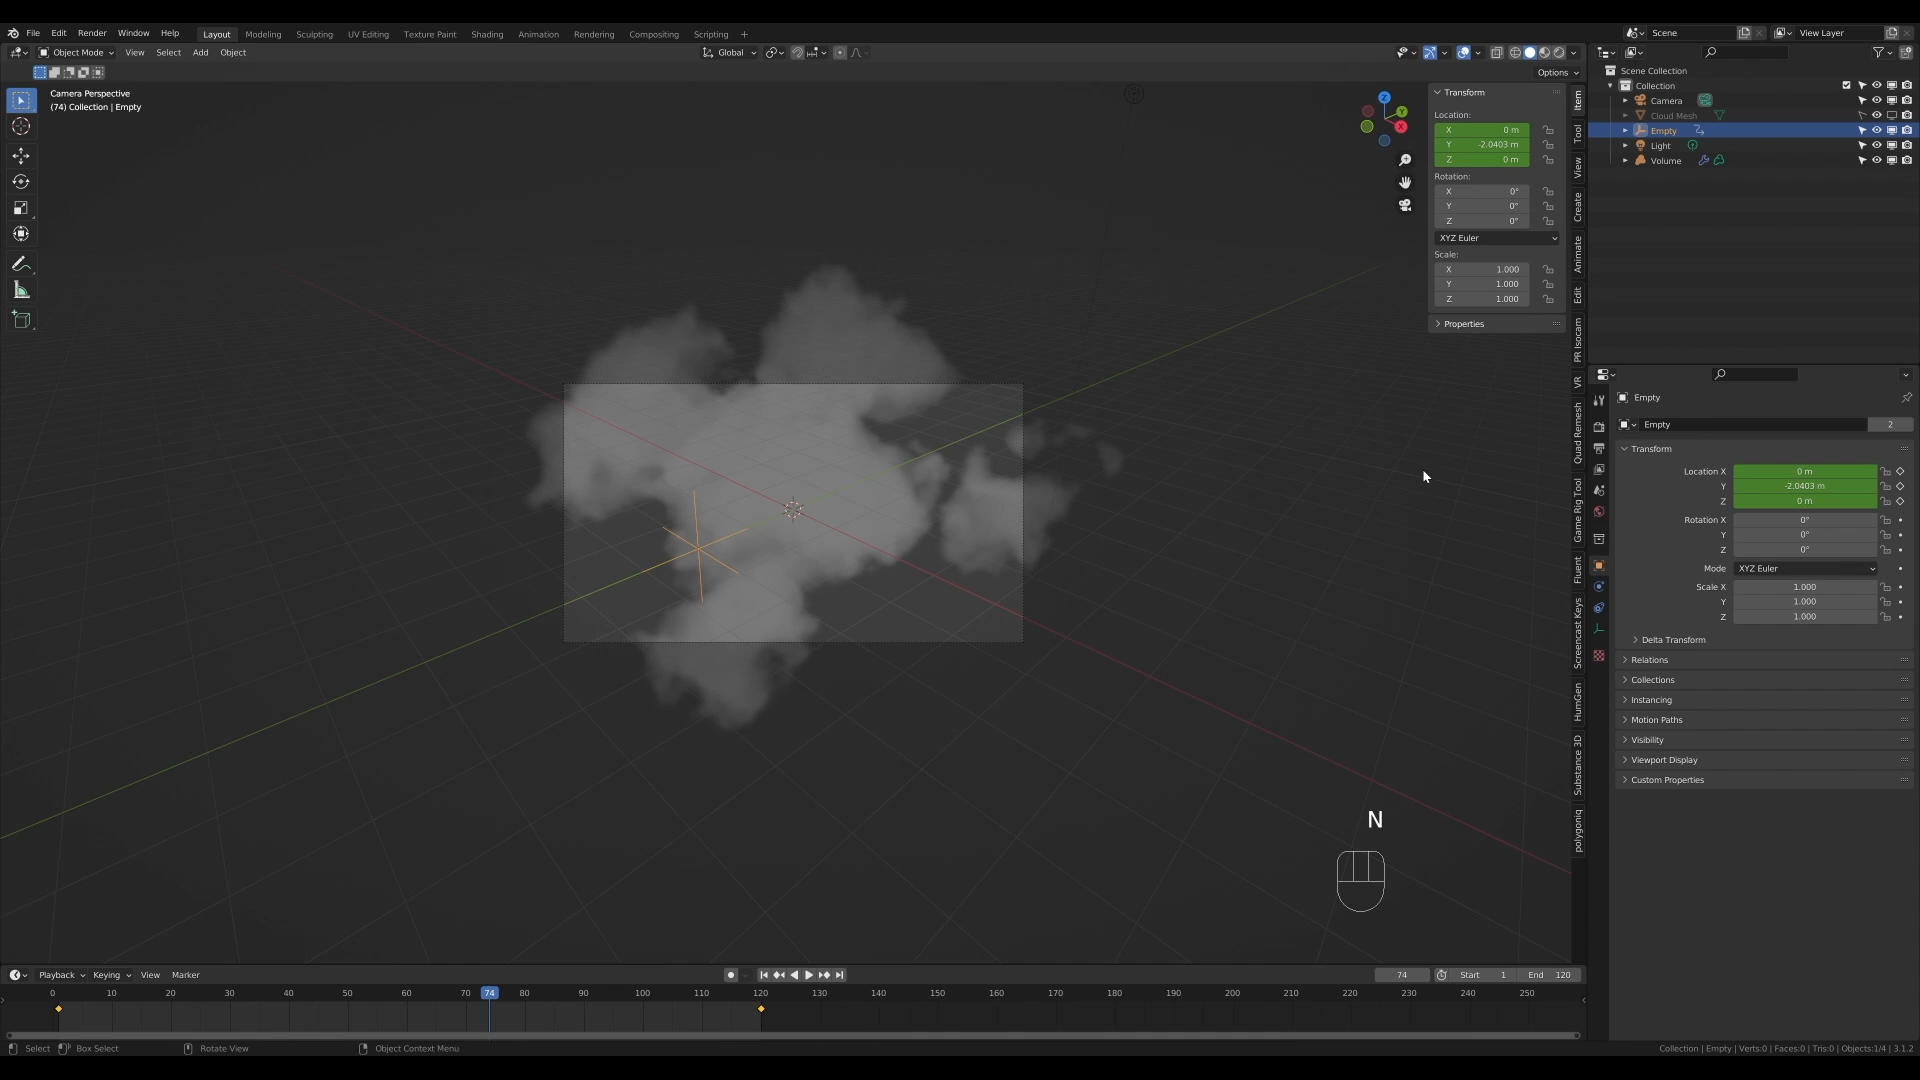 File Edit Render Window Help Layout Modeling Sculpting UV Editing Texture Paint Shading Animation Rendering Compositing Scripting +
Scene
View Layer
Object Mode View Select Add Object
Global
Options
Camera Perspective
(74) Collection | Empty
Transform
Location:
X 0 m
Y -2.0403 m
Z 0 m
Rotation:
X 0°
Y 0°
Z 0°
XYZ Euler
Scale:
X 1.000
Y 1.000
Z 1.000
Properties
Z
Y
X
Item
Tool
View
Create
Animate
Edit
PR Isocam
VR
Quad Remesh
Game Rig Tool
Fluent
Screencast Keys
HumGen
Substance 3D
polygoniq
Scene Collection
Collection
Camera
Cloud Mesh
Empty
Light
Volume
Empty
Empty 2
Transform
Location X 0 m
Y -2.0403 m
Z 0 m
Rotation X 0°
Y 0°
Z 0°
Mode XYZ Euler
Scale X 1.000
Y 1.000
Z 1.000
Delta Transform
Relations
Collections
Instancing
Motion Paths
Visibility
Viewport Display
Custom Properties
N
Playback Keying View Marker
74 Start 1 End 120
0 10 20 30 40 50 60 70 74 80 90 100 110 120 130 140 150 160 170 180 190 200 210 220 230 240 250
Select Box Select Rotate View Object Context Menu
Collection | Empty | Verts:0 | Faces:0 | Tris:0 | Objects:1/4 | 3.1.2